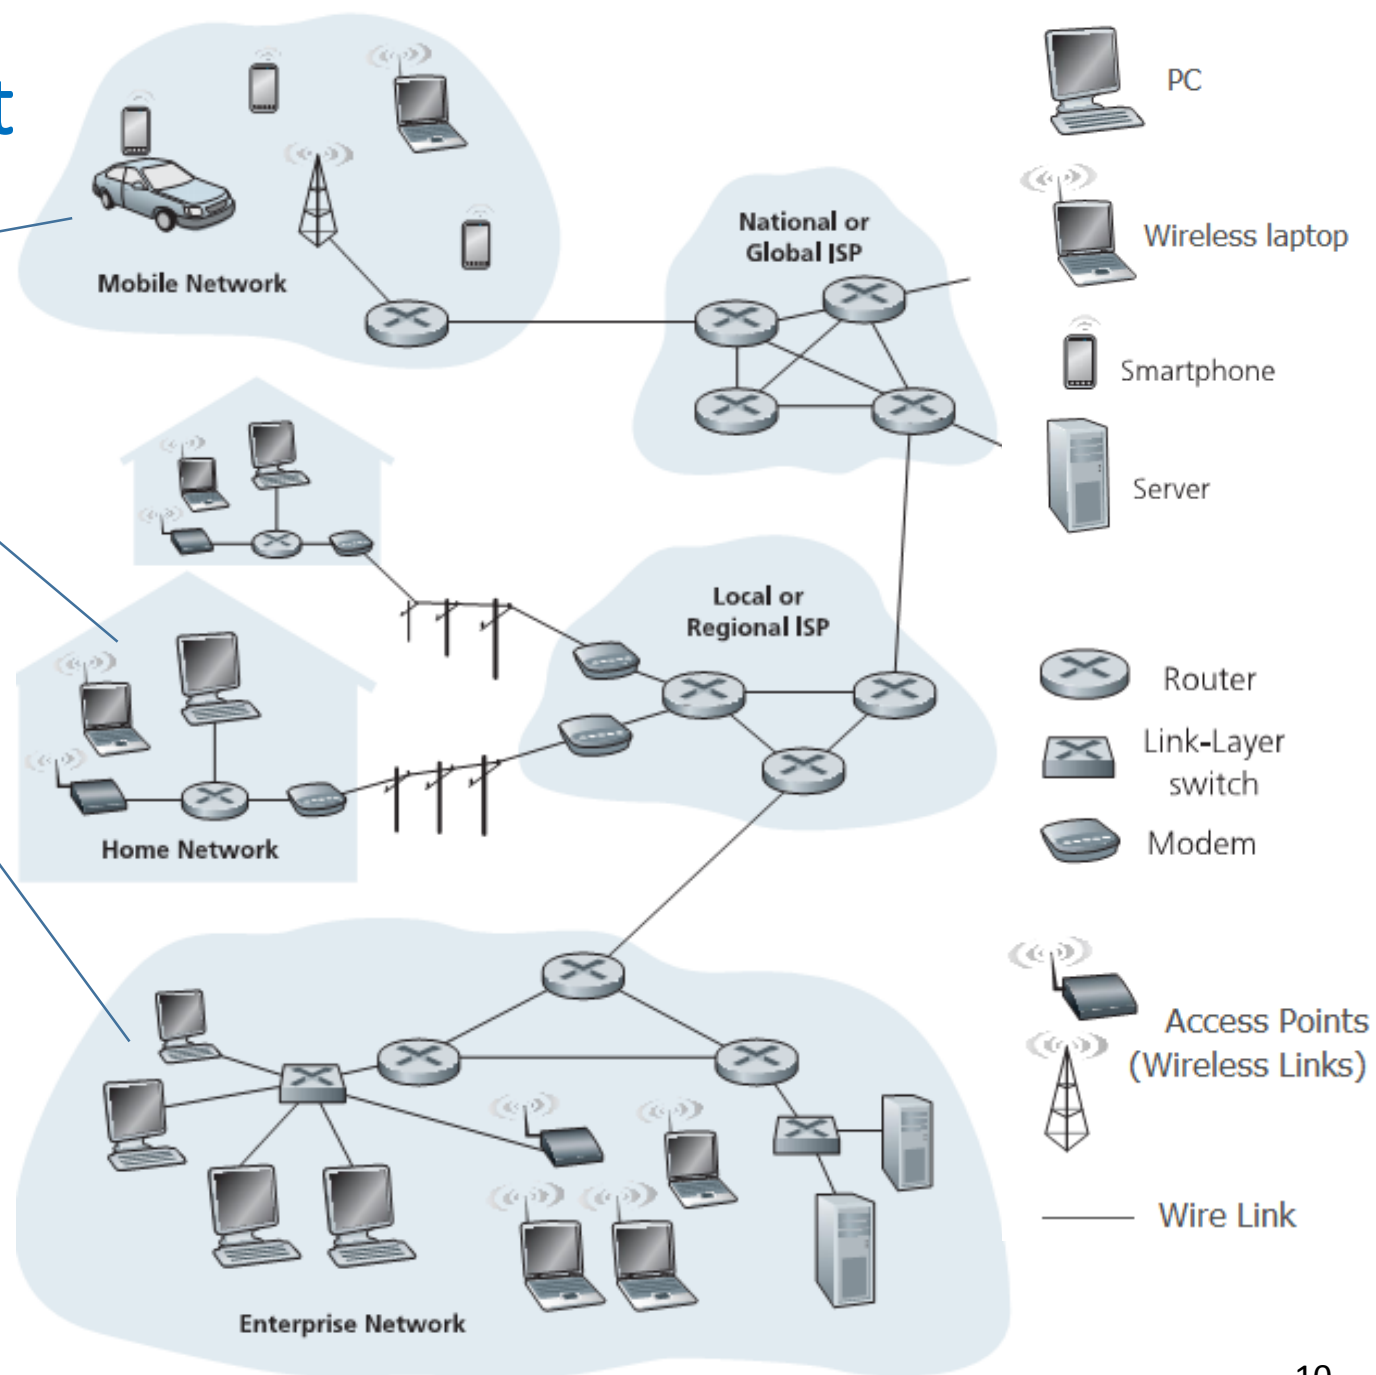 t
Mobile Network
National or
Global ISP
Local or
Regional ISP
Home Network
Enterprise Network
PC
Wireless laptop
Smartphone
Server
Router
Link-Layer
switch
Modem
Access Points
(Wireless Links)
Wire Link